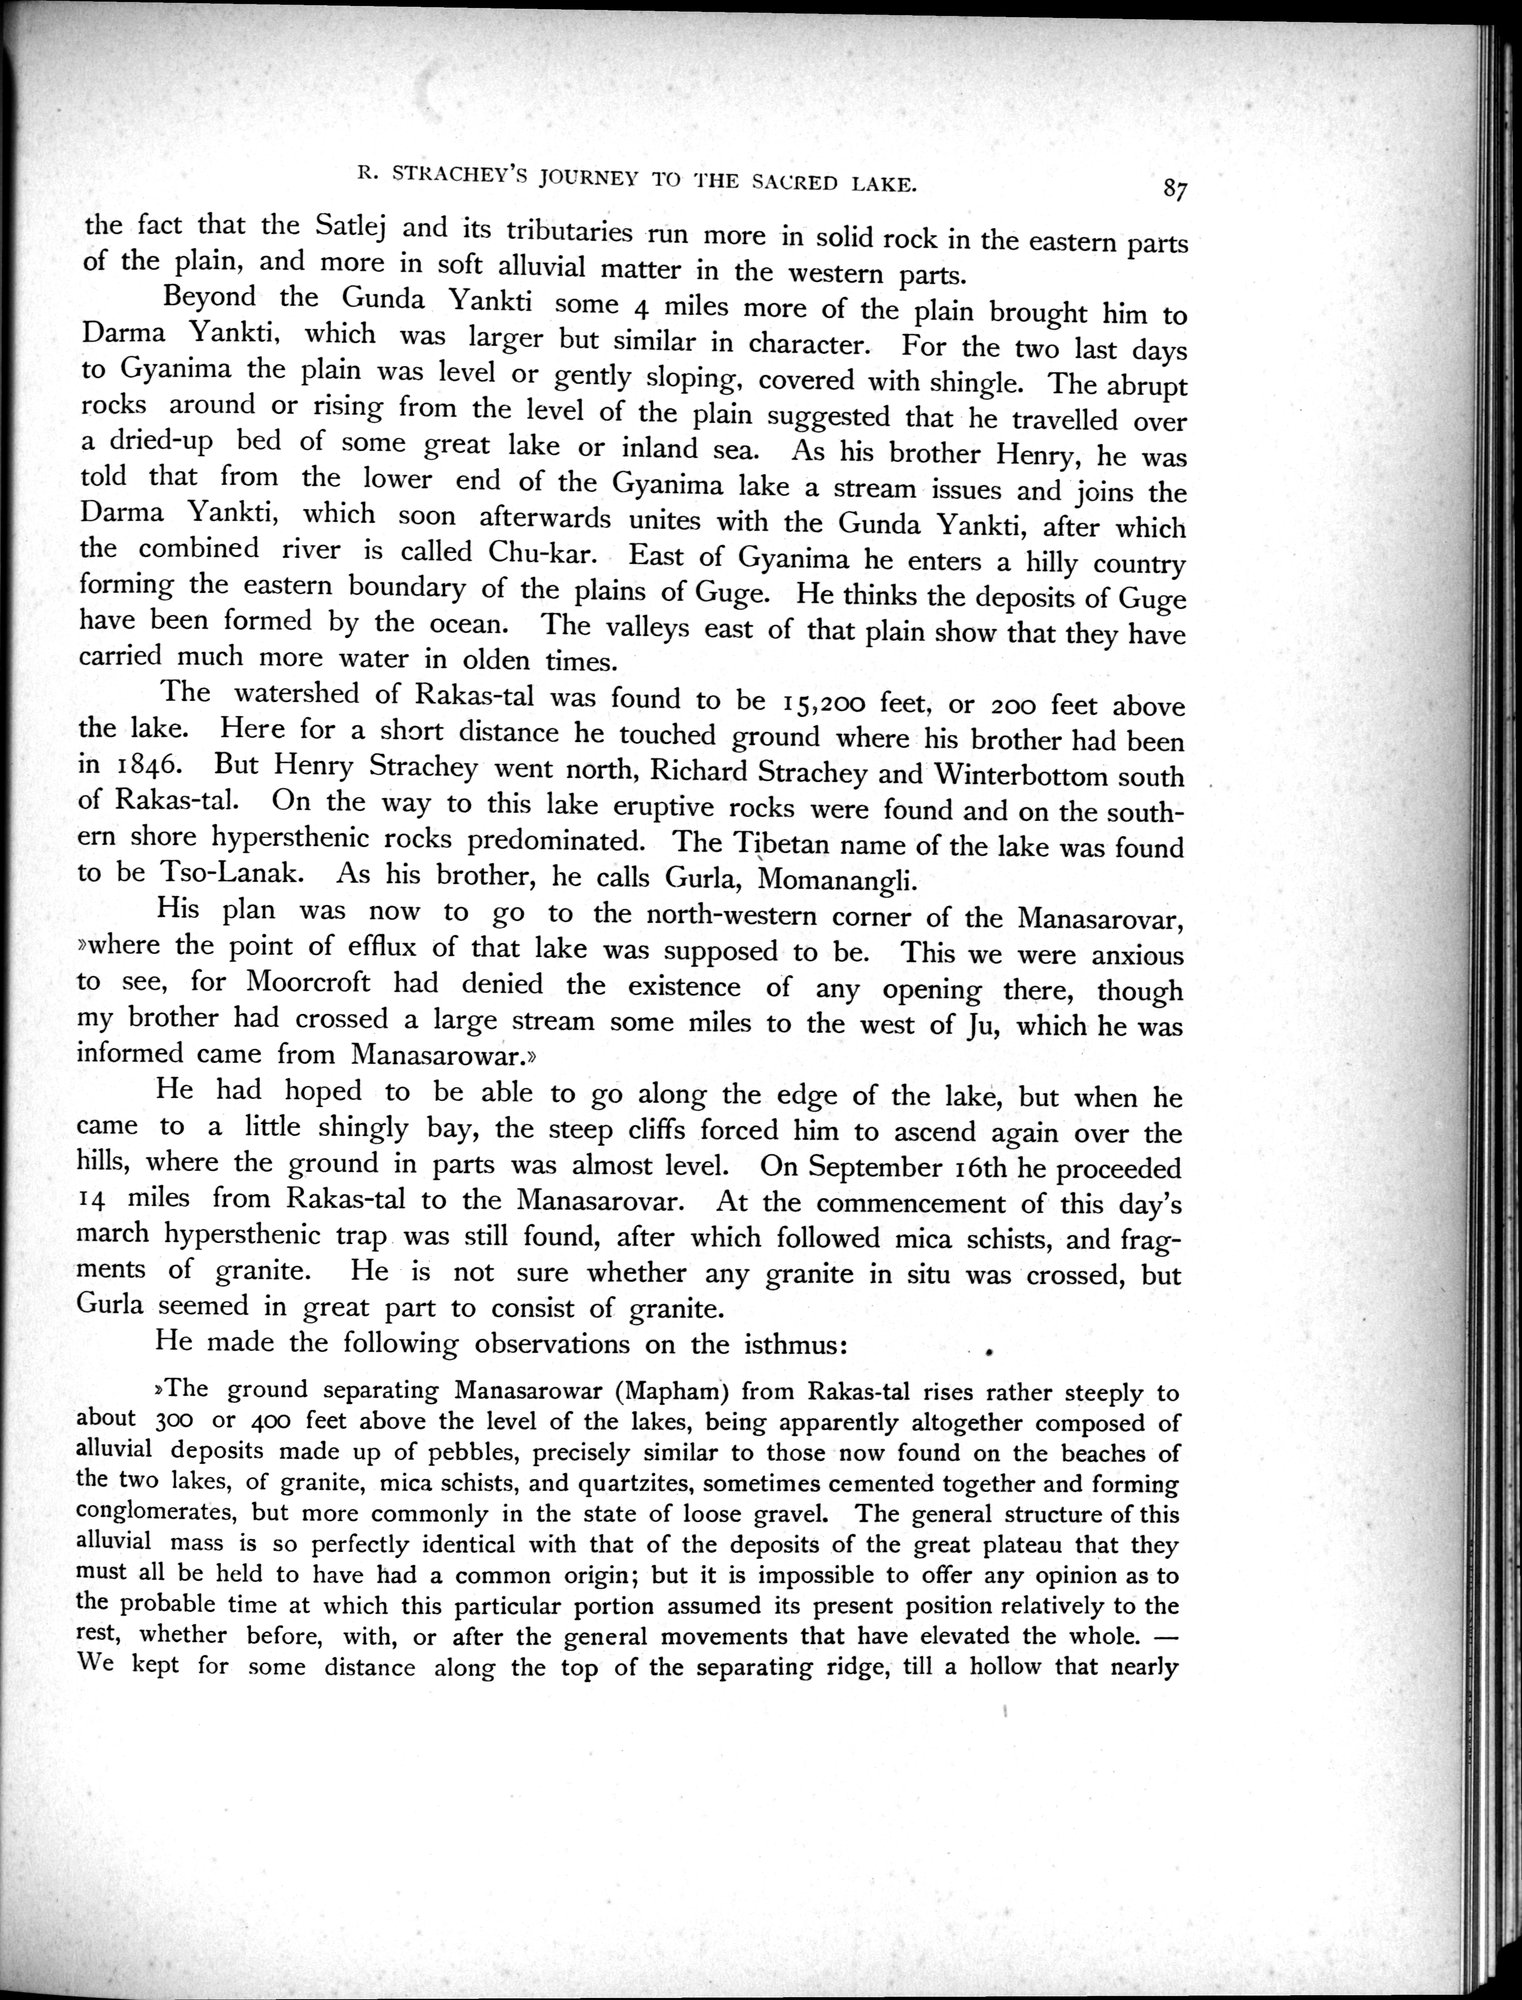 R. STRACHEY'S JOURNEY TO THE SACRED LAKE. 87
the fact that the Satlej and its tributaries run more in solid rock in the eastern parts
of the plain, and more in soft alluvial matter in the western parts.
Beyond the Gunda Yankti some 4 miles more of the plain brought him to
Darma Yankti, which was larger but similar in character. For the two last days
to Gyanima the plain was level or gently sloping, covered with shingle. The abrupt
rocks around or rising from the level of the plain suggested that he travelled over
a dried-up bed of some great lake or inland sea. As his brother Henry, he was
told that from the lower end of the Gyanima lake a stream issues and joins the
Darma Yankti, which soon afterwards unites with the Gunda Yankti, after which
the combined river is called Chu-kar. East of Gyanima he enters a hilly country
forming the eastern boundary of the plains of Guge. He thinks the deposits of Guge
have been formed by the ocean. The valleys east of that plain show that they have
carried much more water in olden times.
The watershed of Rakas-tal was found to be 15,200 feet, or 200 feet above
the lake. Here for a short distance he touched ground where his brother had been
in 1846. But Henry Strachey went north, Richard Strachey and Winterbottom south
of Rakas-tal. On the way to this lake eruptive rocks were found and on the south-
ern shore hypersthenic rocks predominated. The Tibetan name of the lake was found
to be Tso-Lanak. As his brother, he calls Gurla, Momanangli.
His plan was now to go to the north-western corner of the Manasarovar,
»where the point of efflux of that lake was supposed to be. This we were anxious
to see, for Moorcroft had denied the existence of any opening there, though
my brother had crossed a large stream some miles to the west of Ju, which he was
informed came from Manasarowar.»
He had hoped to be able to go along the edge of the lake, but when he
came to a little shingly bay, the steep cliffs forced him to ascend again over the
hills, where the ground in parts was almost level. On September 16th he proceeded
14 miles from Rakas-tal to the Manasarovar. At the commencement of this day's
march hypersthenic trap was still found, after which followed mica schists, and frag-
ments of granite. He is not sure whether any granite in situ was crossed, but
Gurla seemed in great part to consist of granite.
He made the following observations on the isthmus:
»The ground separating Manasarowar (Mapham) from Rakas-tal rises rather steeply to
about 300 or 400 feet above the level of the lakes, being apparently altogether composed of
alluvial deposits made up of pebbles, precisely similar to those now found on the beaches of
the two lakes, of granite, mica schists, and quartzites, sometimes cemented together and forming
conglomerates, but more commonly in the state of loose gravel. The general structure of this
alluvial mass is so perfectly identical with that of the deposits of the great plateau that they
must all be held to have had a common origin; but it is impossible to offer any opinion as to
the probable time at which this particular portion assumed its present position relatively to the
rest, whether before, with, or after the general movements that have elevated the whole. —
We kept for some distance along the top of the separating ridge, till a hollow that nearly